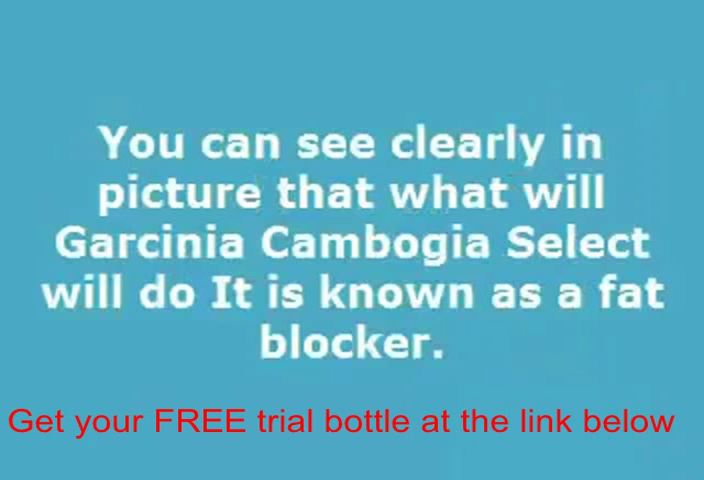 You can see clearly in
picture that what will
Garcinia Cambogia Select
will do It is known as a fat
blocker.
Get your FREE trial bottle at the link below